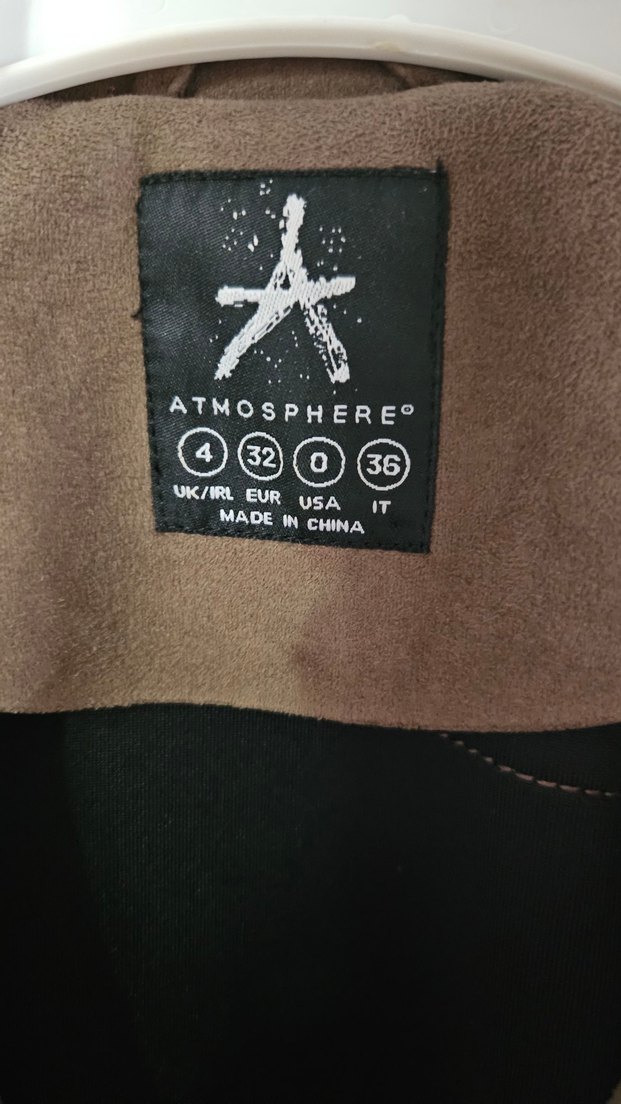 ATMOSPHERE®
4 32 0 36
UK/IRL EUR USA IT
MADE IN CHINA